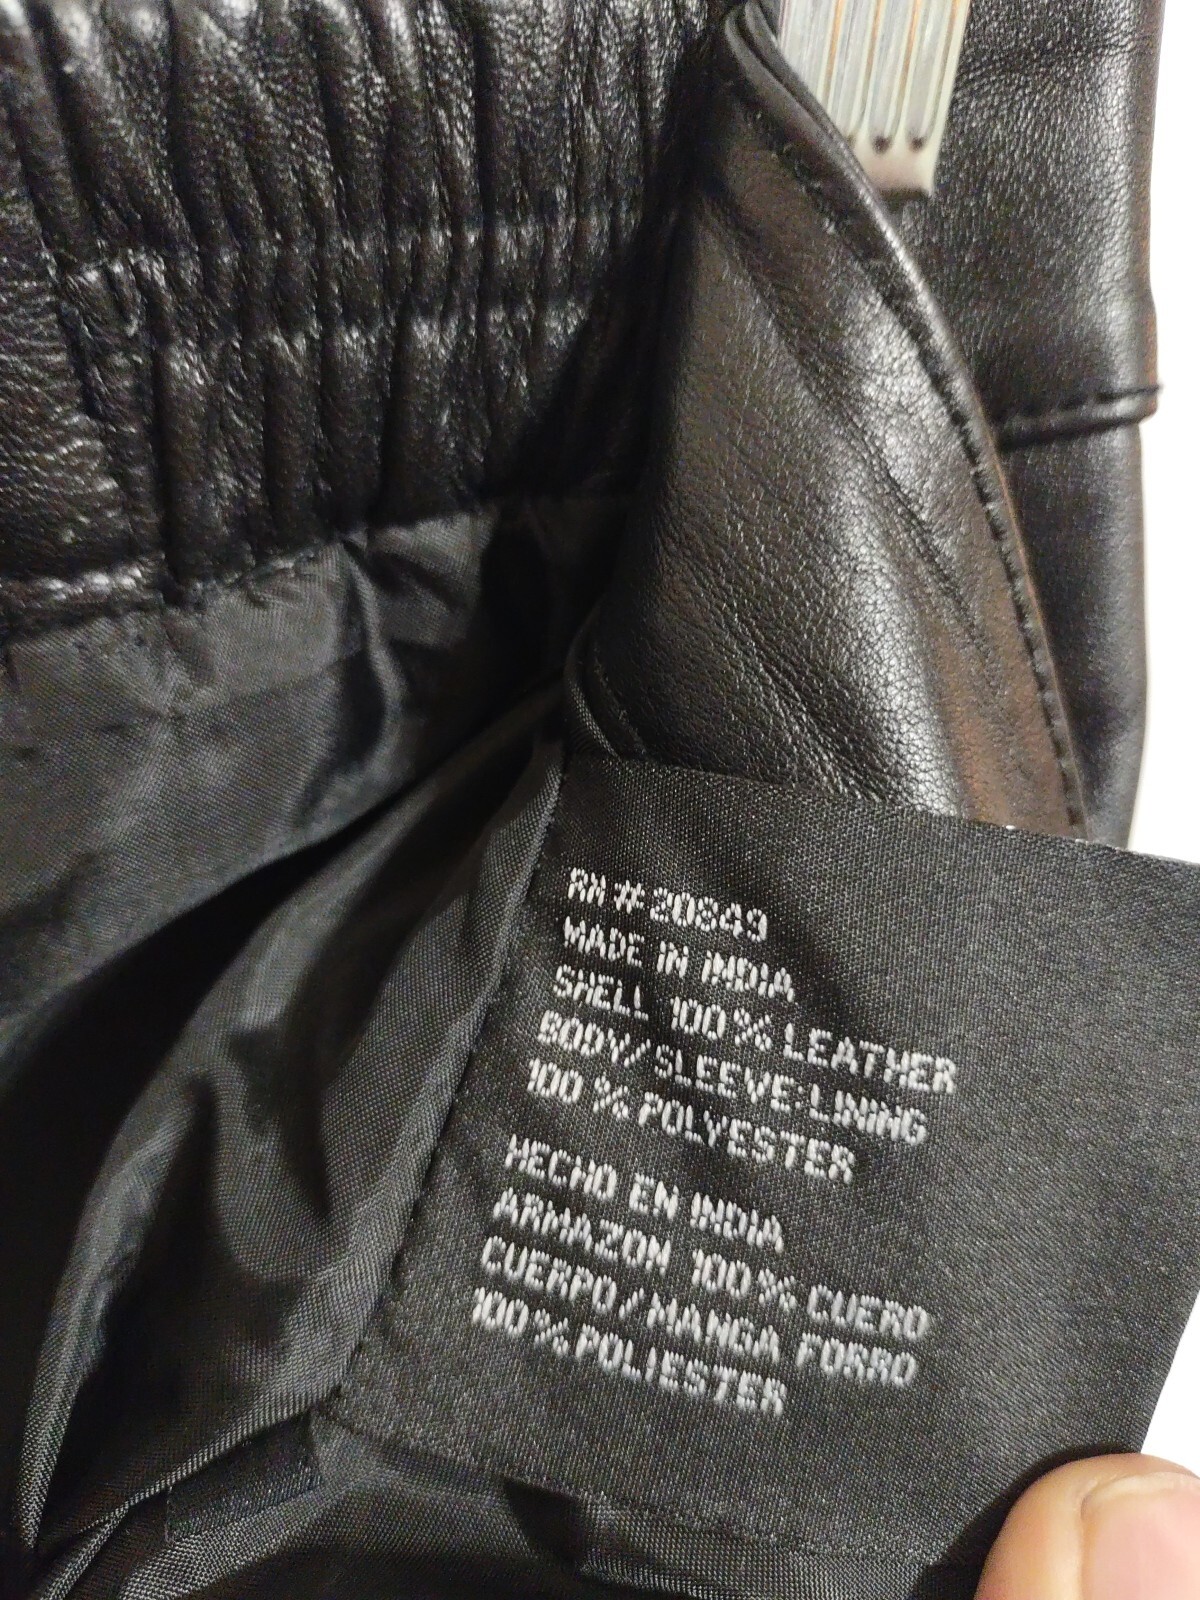 RN#20849
MADE IN INDIA
SHELL 100% LEATHER
BODY/SLEEVE LINING
100% POLYESTER
HECHO EN INDIA
ARMAZON 100% CUERO
CUERPO/MANGA FORRO
100% POLIESTER